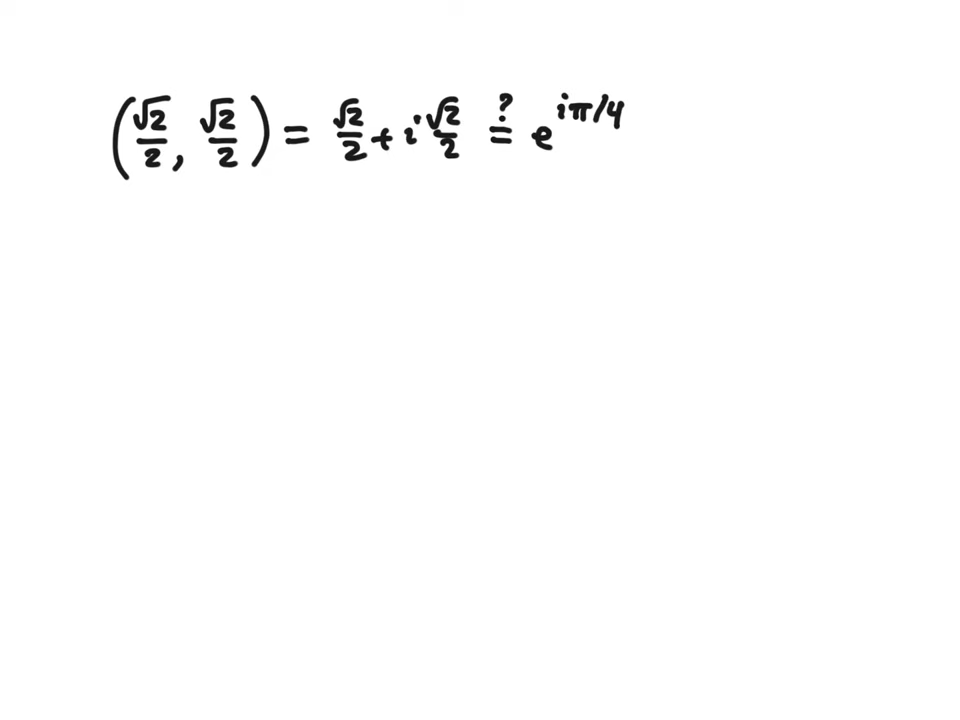 (√2/2, √2/2) = √2/2 + i √2/2 ≟ e^{iπ/4}